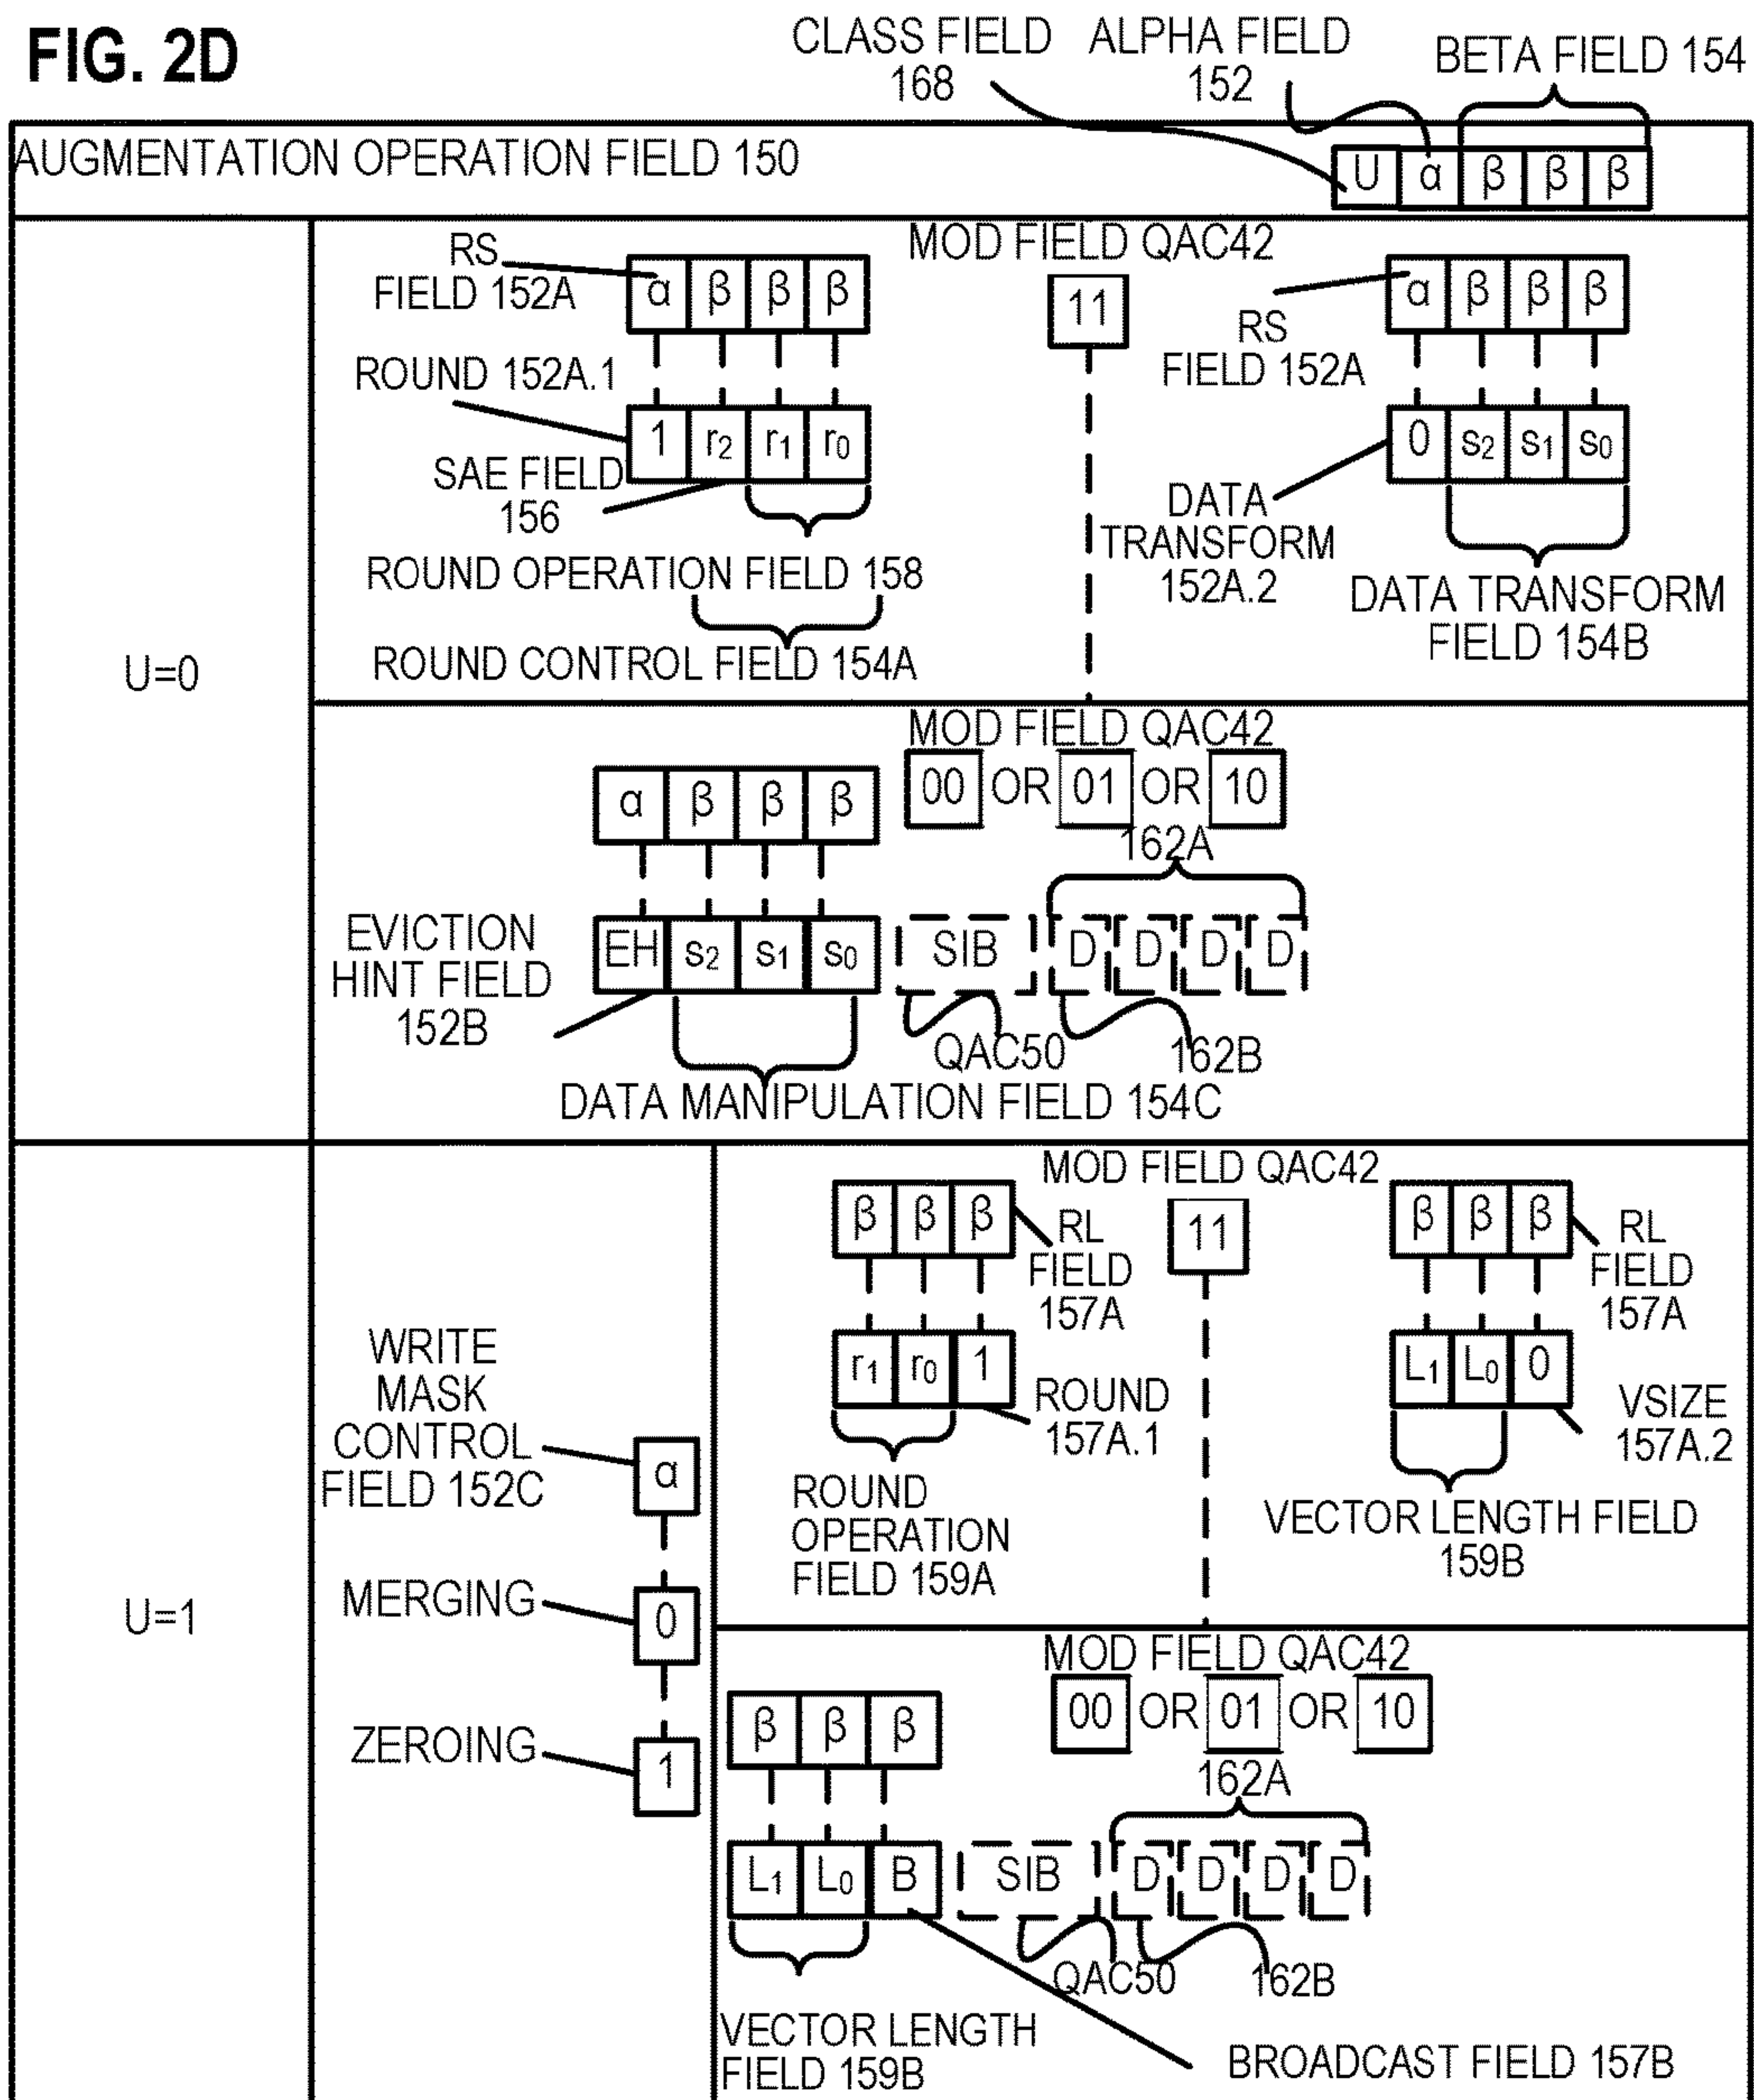 FIG. 2D
CLASS FIELD
168
ALPHA FIELD
152
BETA FIELD 154
AUGMENTATION OPERATION FIELD 150
U α β β β
U=0
MOD FIELD QAC42
11
RS
FIELD 152A
α β β β
ROUND 152A.1
1 r2 r1 r0
SAE FIELD
156
ROUND OPERATION FIELD 158
ROUND CONTROL FIELD 154A
α β β β
RS
FIELD 152A
0 s2 s1 s0
DATA
TRANSFORM
152A.2
DATA TRANSFORM
FIELD 154B
MOD FIELD QAC42
00 OR 01 OR 10
α β β β
162A
EVICTION
HINT FIELD
152B
EH s2 s1 s0 SIB D D D D
QAC50
162B
DATA MANIPULATION FIELD 154C
U=1
WRITE
MASK
CONTROL
FIELD 152C
α
MERGING
0
ZEROING
1
MOD FIELD QAC42
11
β β β
RL
FIELD
157A
r1 r0 1
ROUND
157A.1
ROUND
OPERATION
FIELD 159A
β β β
RL
FIELD
157A
L1 L0 0
VSIZE
157A.2
VECTOR LENGTH FIELD
159B
MOD FIELD QAC42
00 OR 01 OR 10
β β β
162A
L1 L0 B SIB D D D D
QAC50
162B
VECTOR LENGTH
FIELD 159B
BROADCAST FIELD 157B